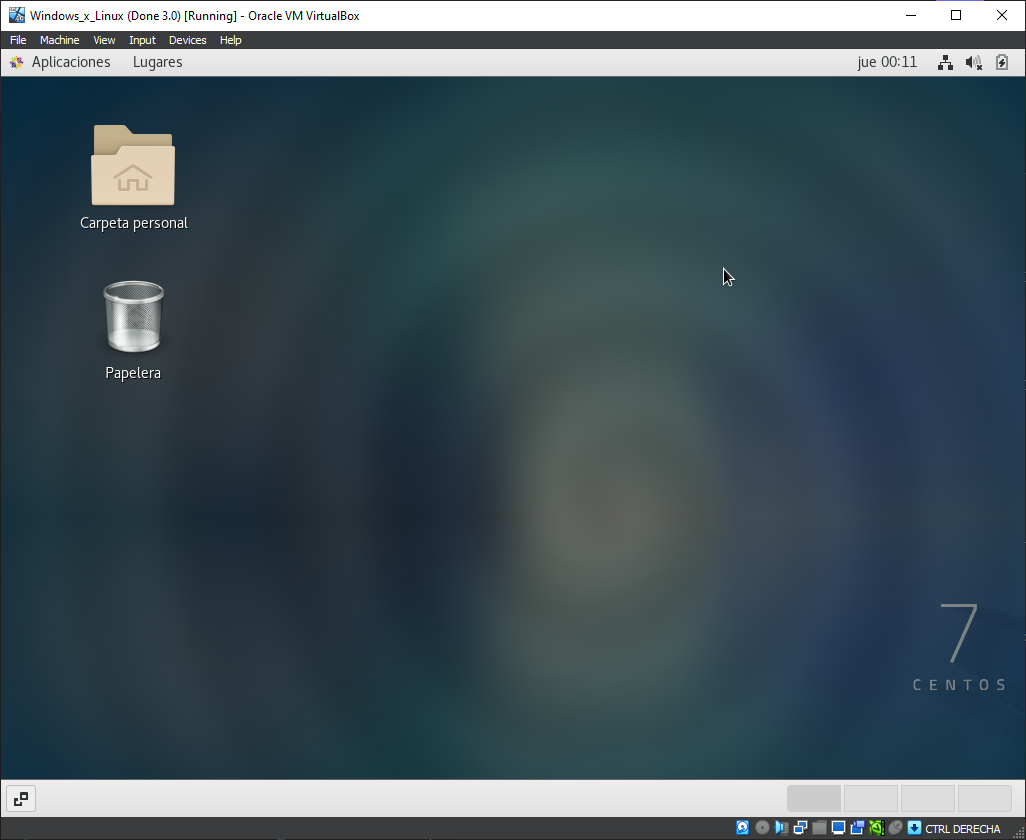 Windows_x_Linux (Done 3.0) [Running] - Oracle VM VirtualBox
File Machine View Input Devices Help
Aplicaciones Lugares jue 00:11
Carpeta personal
Papelera
7
CENTOS
CTRL DERECHA